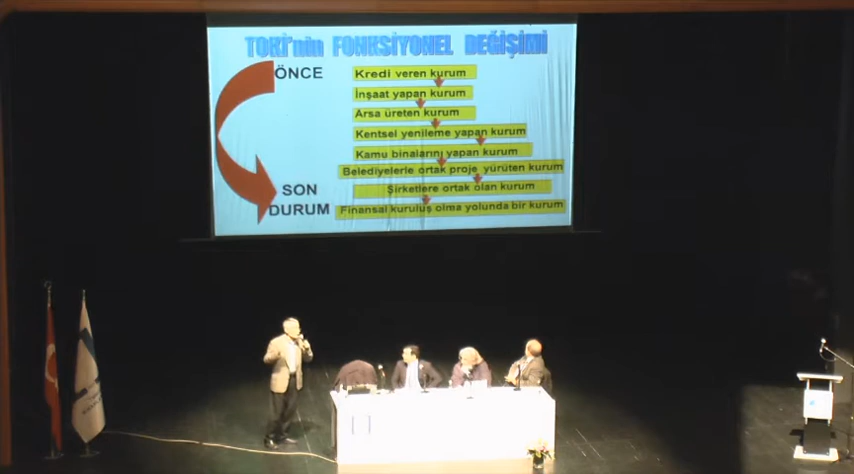 TOKİ'nin FONKSİYONEL DEĞİŞİMİ
ÖNCE
Kredi veren kurum
İnşaat yapan kurum
Arsa üreten kurum
Kentsel yenileme yapan kurum
Kamu binalarını yapan kurum
Belediyelerle ortak proje yürüten kurum
Şirketlere ortak olan kurum
Finansal kuruluş olma yolunda bir kurum
SON
DURUM